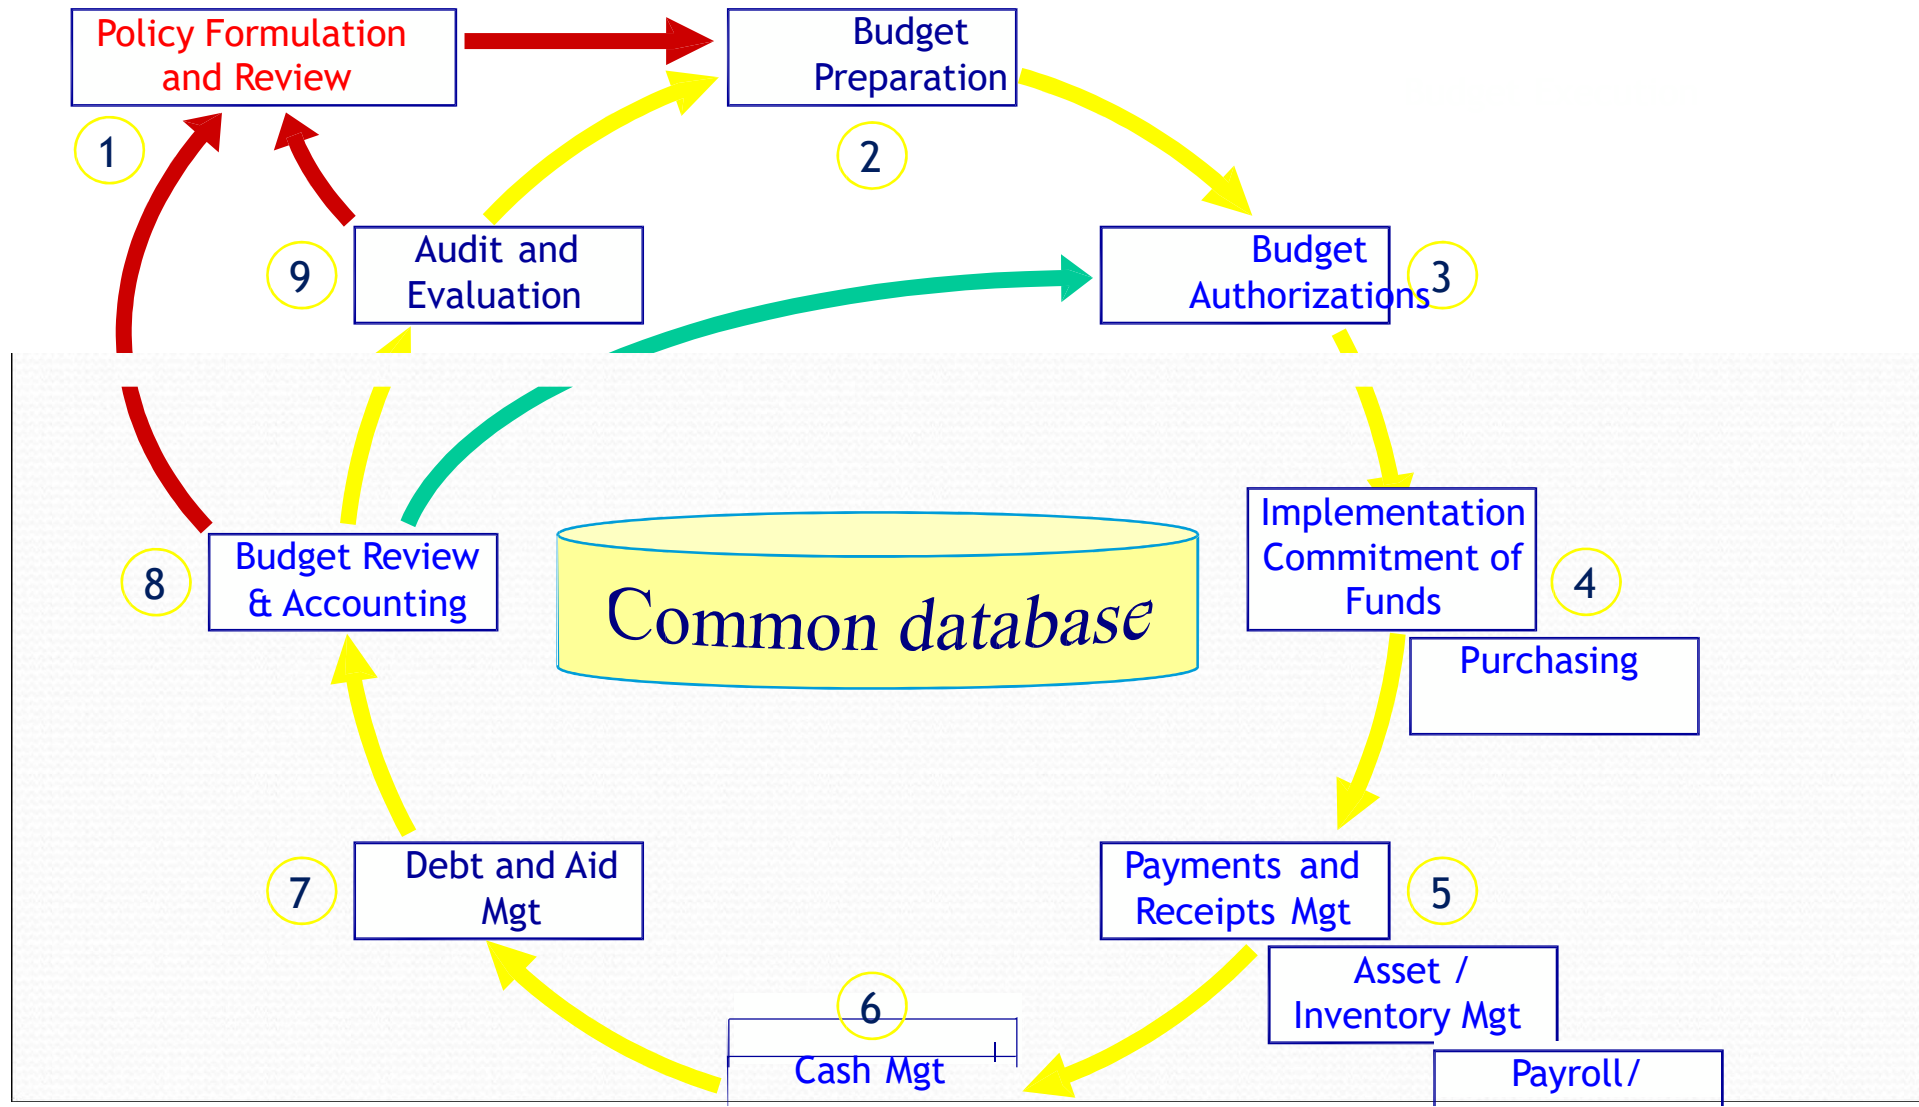 Policy Formulation
and Review
1
Budget
Preparation
2
Audit and
Evaluation
9
Budget
Authorizations
3
Implementation
Commitment of
Funds
4
Purchasing
Budget Review
& Accounting
8
Common database
Debt and Aid
Mgt
7
Payments and
Receipts Mgt
5
Asset /
Inventory Mgt
6
Cash Mgt
Payroll/